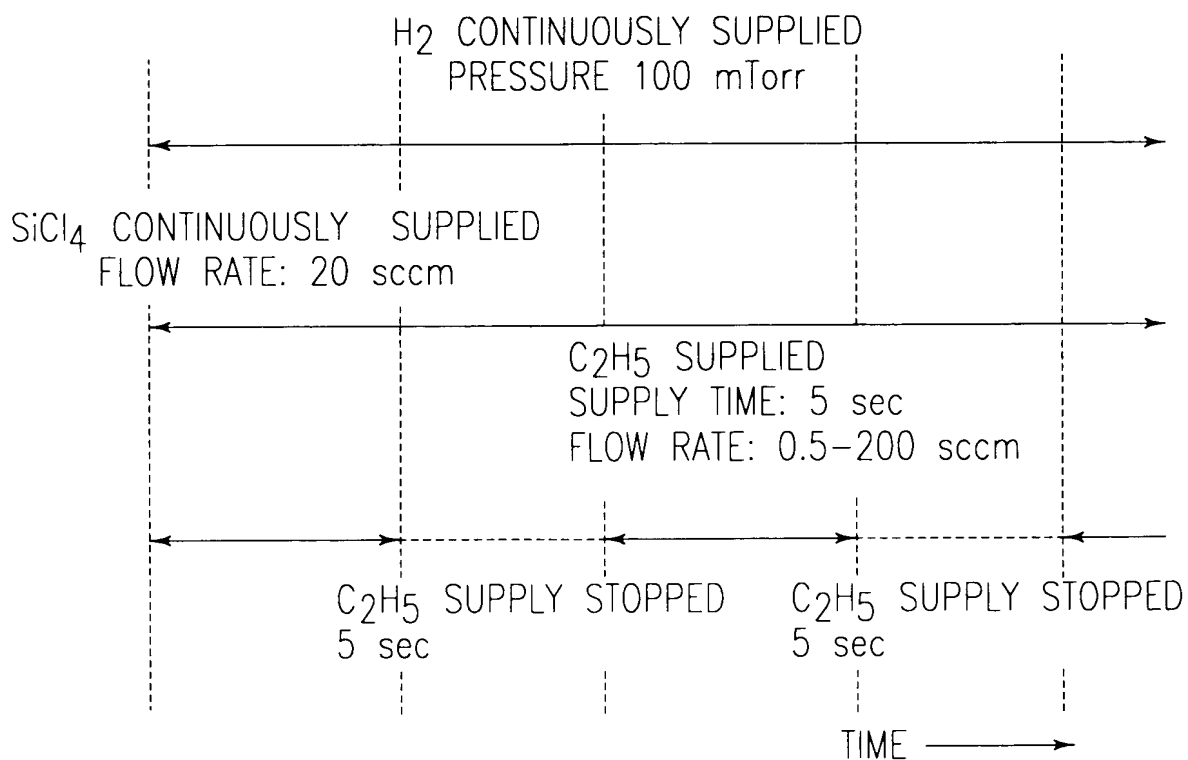 H2 CONTINUOUSLY SUPPLIED
PRESSURE 100 mTorr
SiCl4 CONTINUOUSLY SUPPLIED
FLOW RATE: 20 sccm
C2H5 SUPPLIED
SUPPLY TIME: 5 sec
FLOW RATE: 0.5-200 sccm
C2H5 SUPPLY STOPPED
5 sec
C2H5 SUPPLY STOPPED
5 sec
TIME